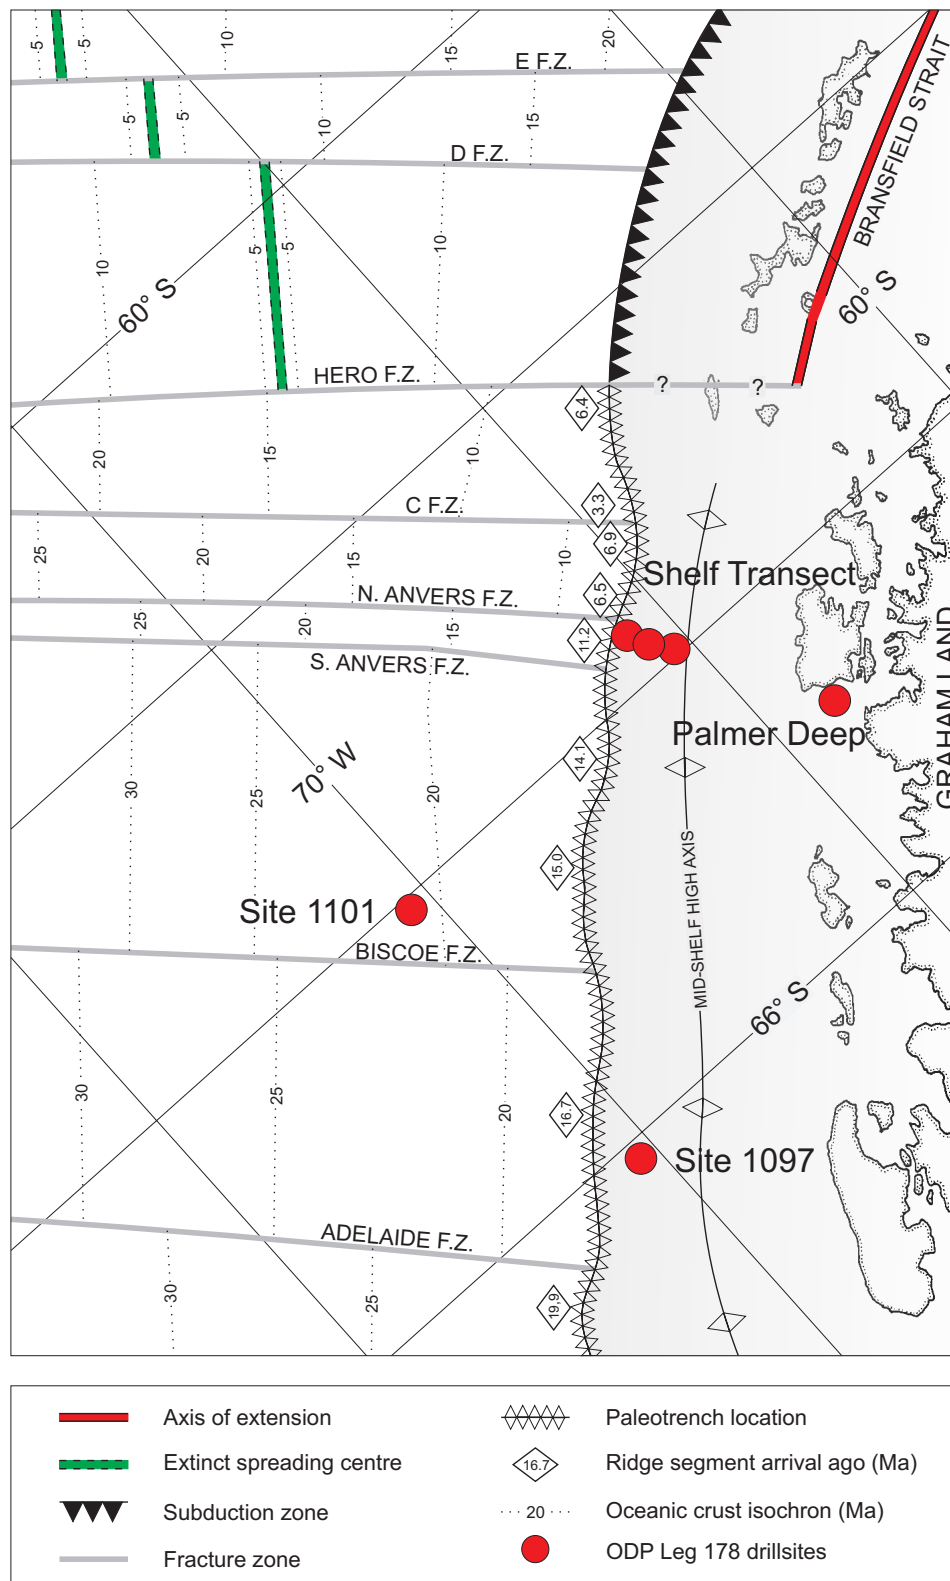 5
5
10
15
20
E F.Z.
BRANSFIELD STRAIT
5
5
10
15
D F.Z.
10
5
5
10
60° S
60° S
HERO F.Z.
?
?
6.4
20
15
10
C F.Z.
3.3
25
20
15
10
6.9
Shelf Transect
N. ANVERS F.Z.
6.5
25
20
15
11.2
S. ANVERS F.Z.
GRAHAM LAND
Palmer Deep
70° W
14.1
30
25
20
15.0
MID-SHELF HIGH AXIS
Site 1101
BISCOE F.Z.
66° S
30
25
20
16.7
Site 1097
ADELAIDE F.Z.
30
25
19,9
Axis of extension
Paleotrench location
Extinct spreading centre
16.7
Ridge segment arrival ago (Ma)
Subduction zone
20
Oceanic crust isochron (Ma)
Fracture zone
ODP Leg 178 drillsites